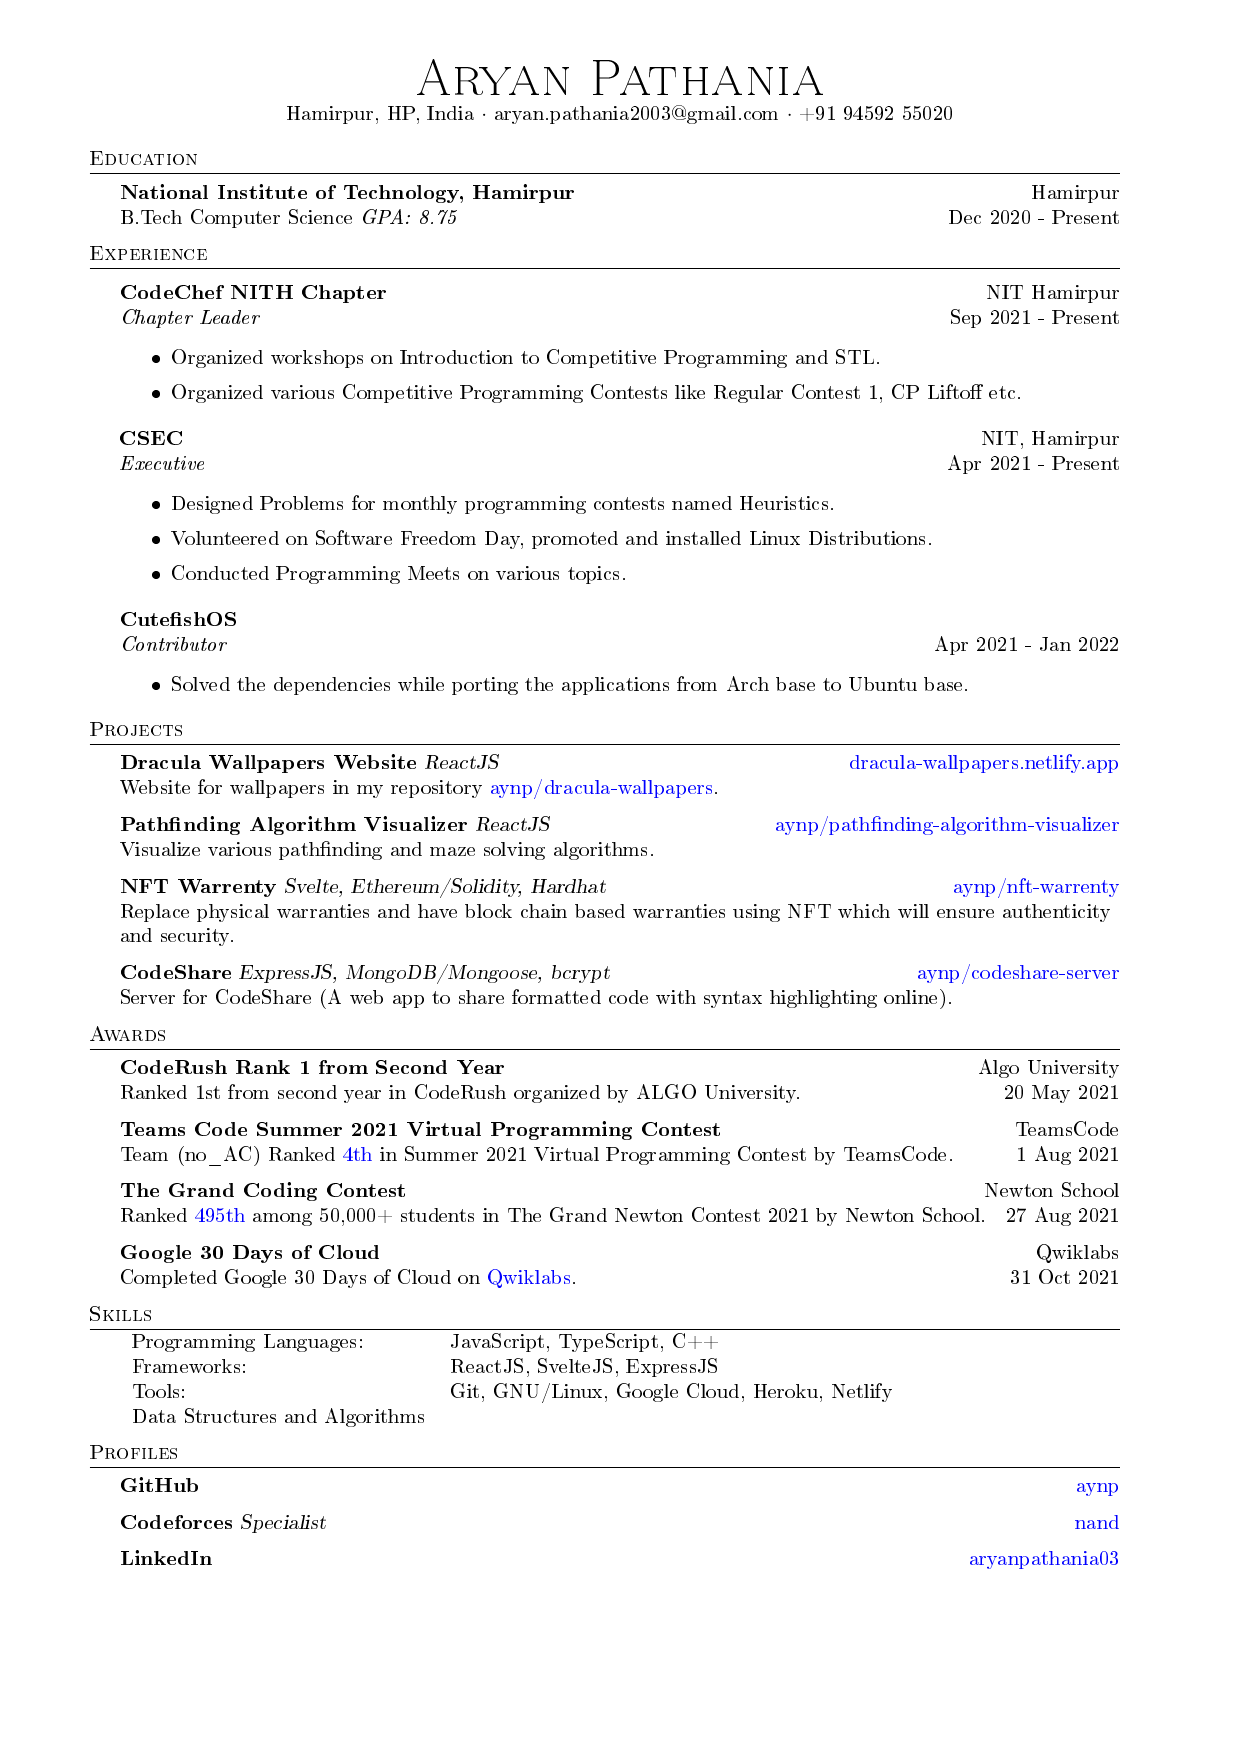 Aryan Pathania
Hamirpur, HP, India · aryan.pathania2003@gmail.com · +91 94592 55020
Education
National Institute of Technology, Hamirpur Hamirpur
B.Tech Computer Science GPA: 8.75 Dec 2020 - Present
Experience
CodeChef NITH Chapter NIT Hamirpur
Chapter Leader Sep 2021 - Present
• Organized workshops on Introduction to Competitive Programming and STL.
• Organized various Competitive Programming Contests like Regular Contest 1, CP Liftoff etc.
CSEC NIT, Hamirpur
Executive Apr 2021 - Present
• Designed Problems for monthly programming contests named Heuristics.
• Volunteered on Software Freedom Day, promoted and installed Linux Distributions.
• Conducted Programming Meets on various topics.
CutefishOS
Contributor Apr 2021 - Jan 2022
• Solved the dependencies while porting the applications from Arch base to Ubuntu base.
Projects
Dracula Wallpapers Website ReactJS dracula-wallpapers.netlify.app
Website for wallpapers in my repository aynp/dracula-wallpapers.
Pathfinding Algorithm Visualizer ReactJS aynp/pathfinding-algorithm-visualizer
Visualize various pathfinding and maze solving algorithms.
NFT Warrenty Svelte, Ethereum/Solidity, Hardhat aynp/nft-warrenty
Replace physical warranties and have block chain based warranties using NFT which will ensure authenticity
and security.
CodeShare ExpressJS, MongoDB/Mongoose, bcrypt aynp/codeshare-server
Server for CodeShare (A web app to share formatted code with syntax highlighting online).
Awards
CodeRush Rank 1 from Second Year Algo University
Ranked 1st from second year in CodeRush organized by ALGO University. 20 May 2021
Teams Code Summer 2021 Virtual Programming Contest TeamsCode
Team (no_AC) Ranked 4th in Summer 2021 Virtual Programming Contest by TeamsCode. 1 Aug 2021
The Grand Coding Contest Newton School
Ranked 495th among 50,000+ students in The Grand Newton Contest 2021 by Newton School. 27 Aug 2021
Google 30 Days of Cloud Qwiklabs
Completed Google 30 Days of Cloud on Qwiklabs. 31 Oct 2021
Skills
Programming Languages: JavaScript, TypeScript, C++
Frameworks: ReactJS, SvelteJS, ExpressJS
Tools: Git, GNU/Linux, Google Cloud, Heroku, Netlify
Data Structures and Algorithms
Profiles
GitHub aynp
Codeforces Specialist nand
LinkedIn aryanpathania03